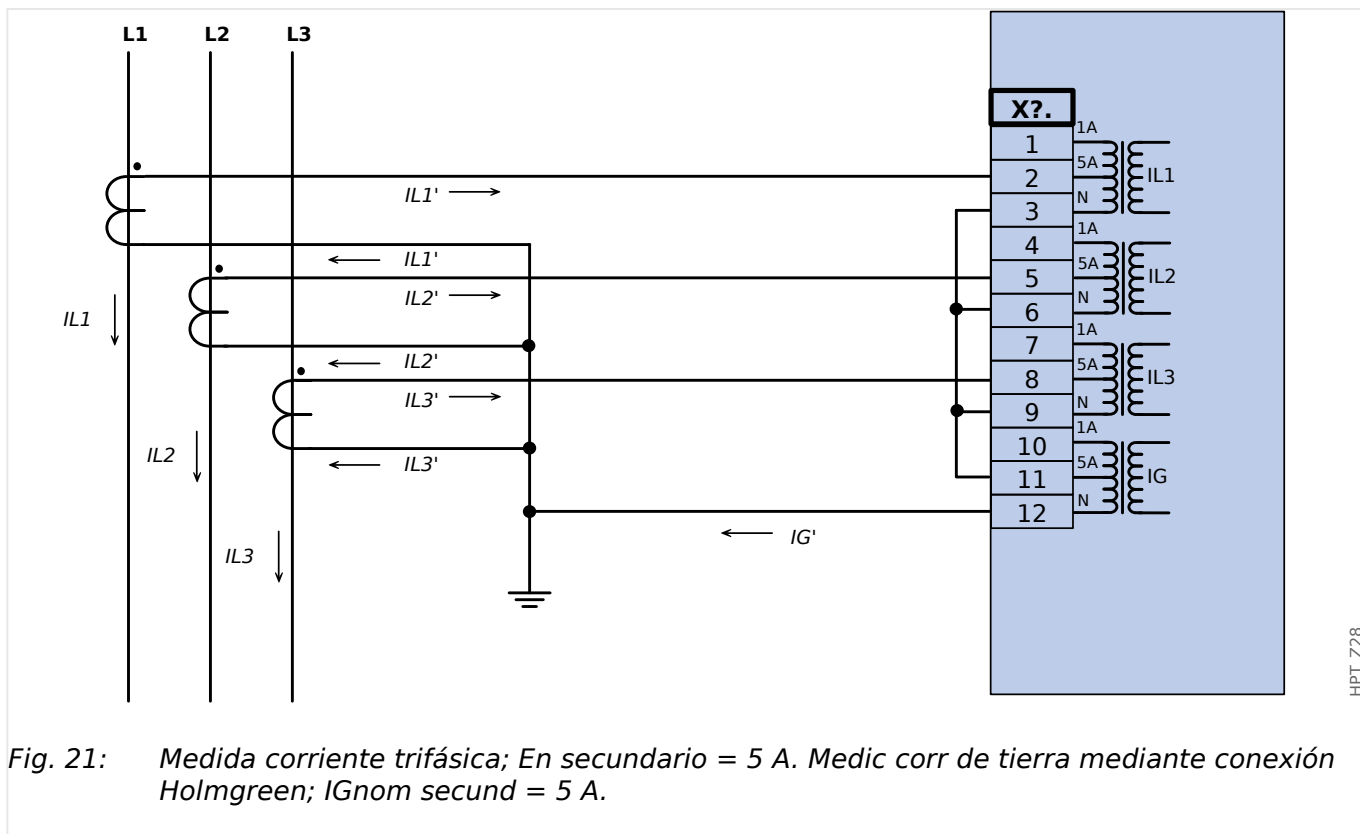 L1 L2 L3
X?.
1A
1
5A
2
IL1
N
3
IL1'
1A
4
IL1'
5A
5
IL2
IL2'
N
6
IL1
1A
7
IL2'
5A
8
IL3
IL3'
N
9
1A
10
IL2
IL3'
5A
11
IG
N
12
IG'
IL3
HPT_Z28
Fig. 21: Medida corriente trifásica; En secundario = 5 A. Medic corr de tierra mediante conexión
Holmgreen; IGnom secund = 5 A.